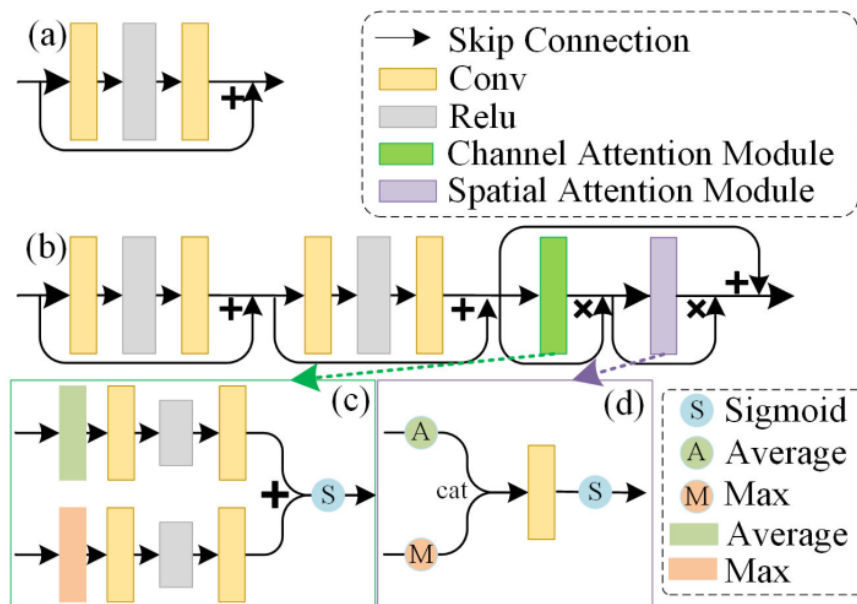 (a)
+
Skip Connection
Conv
Relu
Channel Attention Module
Spatial Attention Module
(b)
+ + × × +
(c)
+
S
(d)
A
cat
S
M
S Sigmoid
A Average
M Max
Average
Max